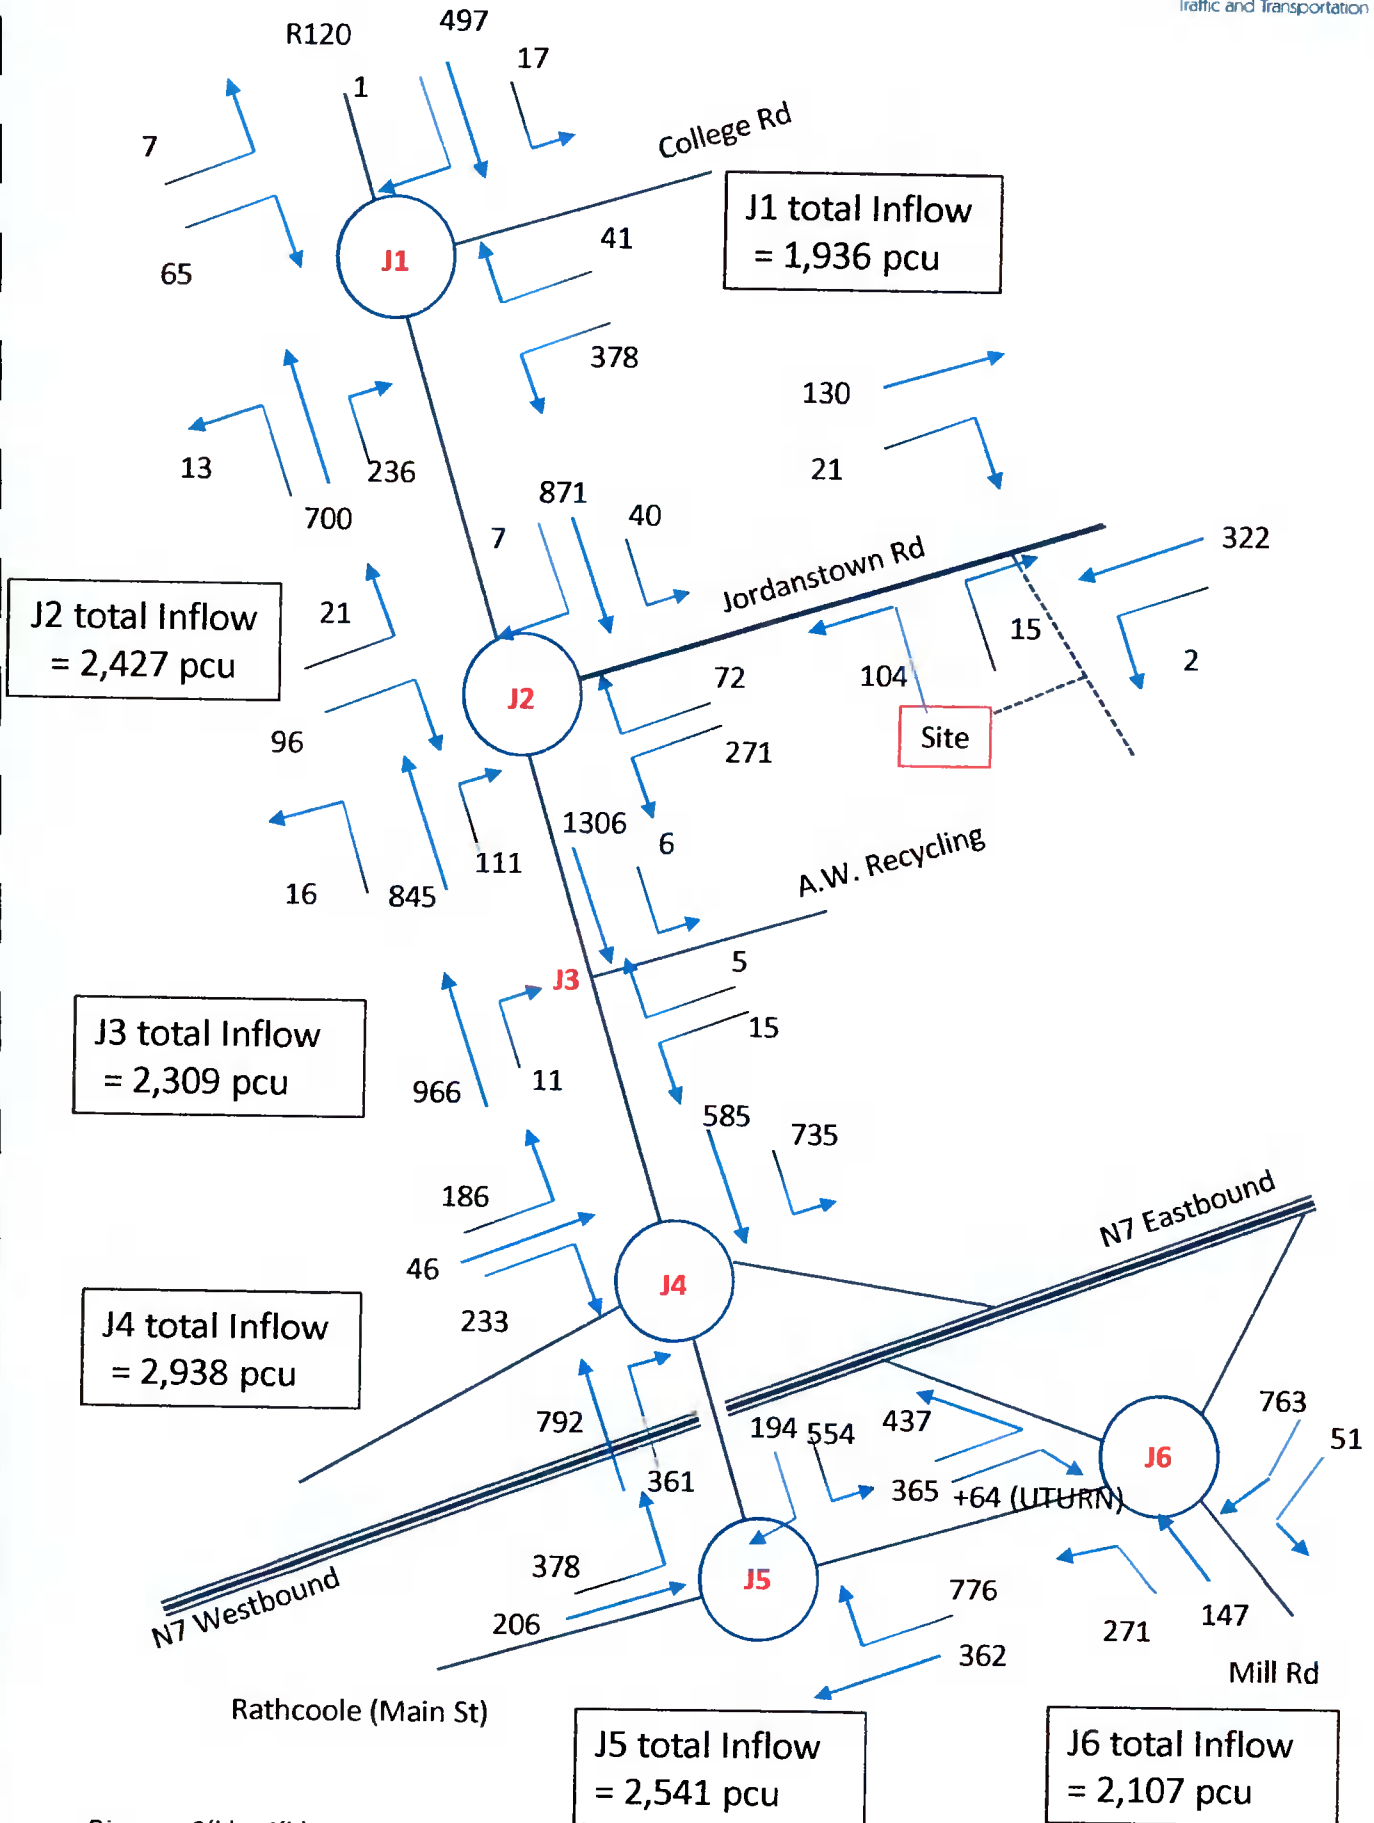 Traffic and Transportation
R120
497
17
1
7
College Rd
J1 total Inflow
= 1,936 pcu
41
65
J1
378
130
13
236
21
700
871
40
7
322
Jordanstown Rd
J2 total Inflow
= 2,427 pcu
21
15
2
72
104
J2
96
271
Site
1306
6
111
16
845
A.W. Recycling
5
J3
15
J3 total Inflow
= 2,309 pcu
966
11
585
735
186
N7 Eastbound
46
J4
233
J4 total Inflow
= 2,938 pcu
792
194
554
437
763
51
J6
361
365
+64 (UTURN)
378
J5
776
N7 Westbound
206
362
271
147
Mill Rd
Rathcoole (Main St)
J5 total Inflow
= 2,541 pcu
J6 total Inflow
= 2,107 pcu